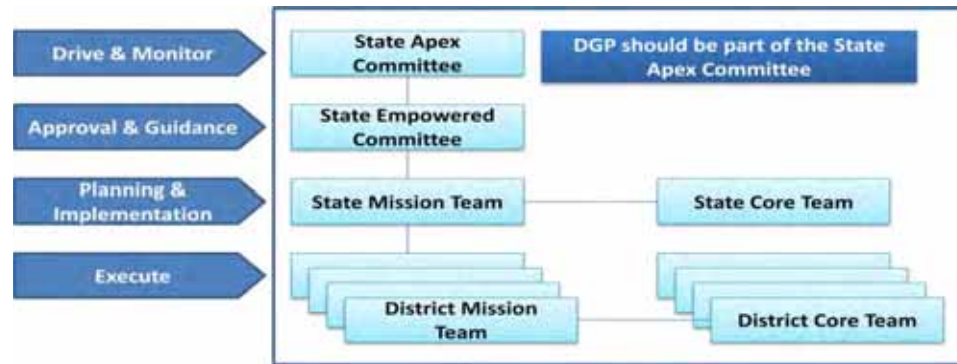 Drive & Monitor
State Apex
Committee
DGP should be part of the State
Apex Committee
Approval & Guidance
State Empowered
Committee
Planning &
Implementation
State Mission Team
State Core Team
Execute
District Mission
Team
District Core Team